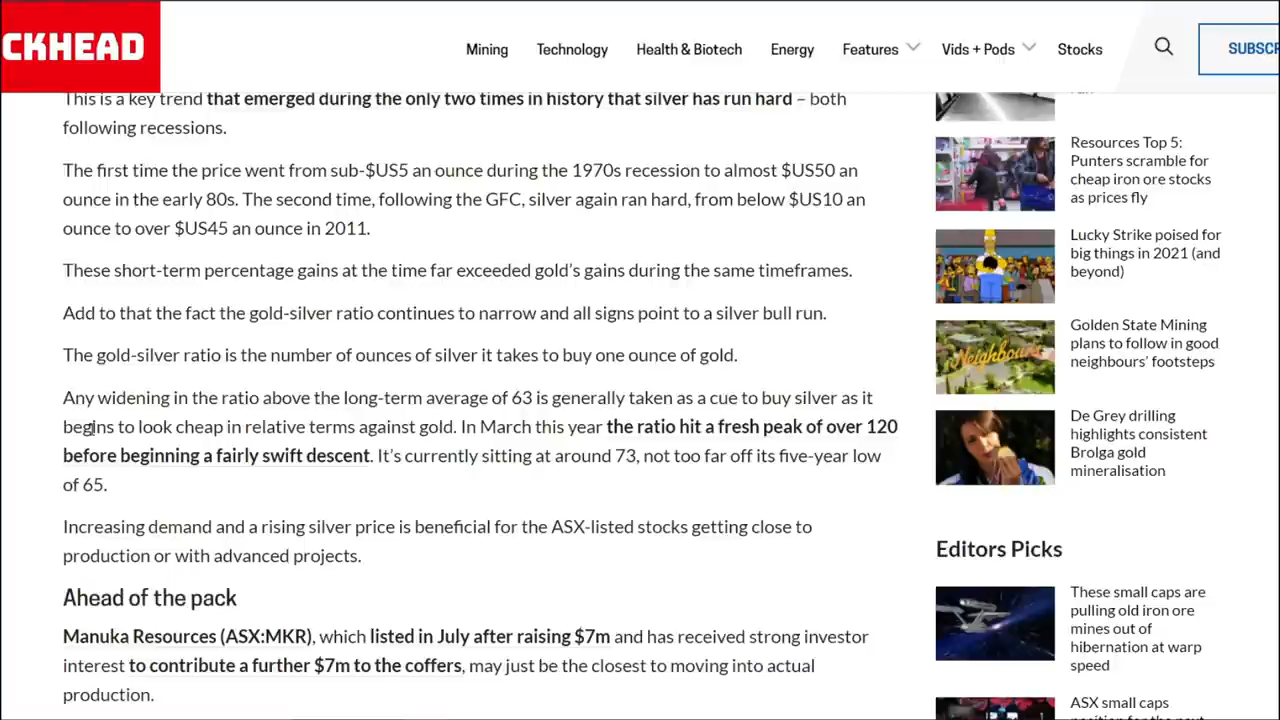 CKHEAD
Mining
Technology
Health & Biotech
Energy
Features
Vids + Pods
Stocks
SUBSC
This is a key trend that emerged during the only two times in history that silver has run hard – both
following recessions.
The first time the price went from sub-$US5 an ounce during the 1970s recession to almost $US50 an
ounce in the early 80s. The second time, following the GFC, silver again ran hard, from below $US10 an
ounce to over $US45 an ounce in 2011.
These short-term percentage gains at the time far exceeded gold’s gains during the same timeframes.
Add to that the fact the gold-silver ratio continues to narrow and all signs point to a silver bull run.
The gold-silver ratio is the number of ounces of silver it takes to buy one ounce of gold.
Any widening in the ratio above the long-term average of 63 is generally taken as a cue to buy silver as it
begins to look cheap in relative terms against gold. In March this year the ratio hit a fresh peak of over 120
before beginning a fairly swift descent. It’s currently sitting at around 73, not too far off its five-year low
of 65.
Increasing demand and a rising silver price is beneficial for the ASX-listed stocks getting close to
production or with advanced projects.
Ahead of the pack
Manuka Resources (ASX:MKR), which listed in July after raising $7m and has received strong investor
interest to contribute a further $7m to the coffers, may just be the closest to moving into actual
production.
Resources Top 5:
Punters scramble for
cheap iron ore stocks
as prices fly
Lucky Strike poised for
big things in 2021 (and
beyond)
Neighbours
Golden State Mining
plans to follow in good
neighbours’ footsteps
De Grey drilling
highlights consistent
Brolga gold
mineralisation
Editors Picks
These small caps are
pulling old iron ore
mines out of
hibernation at warp
speed
ASX small caps